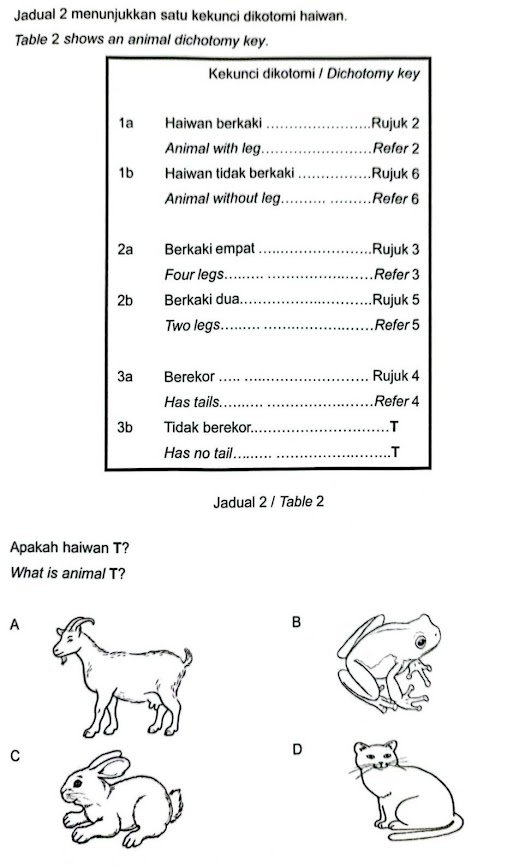 Jadual 2 menunjukkan satu kekunci dikotomi haiwan.
Table 2 shows an animal dichotomy key.
Kekunci dikotomi / Dichotomy key
1a Haiwan berkaki ........................Rujuk 2
Animal with leg..........................Refer 2
1b Haiwan tidak berkaki .................Rujuk 6
Animal without leg.......... .........Refer 6
2a Berkaki empat ..........................Rujuk 3
Four legs......... .........................Refer 3
2b Berkaki dua..............................Rujuk 5
Two legs......... .........................Refer 5
3a Berekor ..... ............................. Rujuk 4
Has tails.......... .........................Refer 4
3b Tidak berekor................................T
Has no tail......... ...........................T
Jadual 2 / Table 2
Apakah haiwan T?
What is animal T?
A
B
C
D